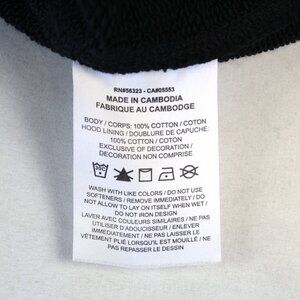 RN#56323 - CA#05553
MADE IN CAMBODIA
FABRIQUE AU CAMBODGE
BODY / CORPS: 100% COTTON / COTON
HOOD LINING / DOUBLURE DE CAPUCHE:
100% COTTON / COTON
EXCLUSIVE OF DECORATION /
DECORATION NON COMPRISE
WASH WITH LIKE COLORS / DO NOT USE
SOFTENERS / REMOVE IMMEDIATELY / DO
NOT ALLOW TO LAY ON ITSELF WHEN WET /
DO NOT IRON DESIGN
LAVER AVEC COULEURS SIMILAIRES / NE PAS
UTILISER D'ADOUCISSEUR / ENLEVER
IMMÉDIATEMENT / NE PAS LAISSER LE
VÊTEMENT PLIÉ LORSQU'IL EST MOUILLÉ / NE
PAS REPASSER LE DESSIN